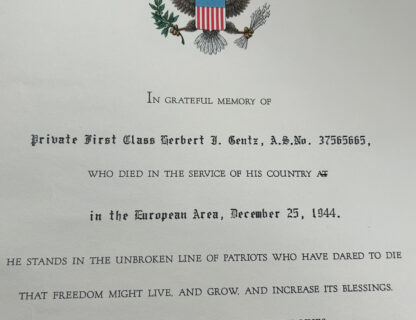 IN GRATEFUL MEMORY OF
Private First Class Herbert J. Gentz, A.S.No. 37565665,
WHO DIED IN THE SERVICE OF HIS COUNTRY AT
in the European Area, December 25, 1944.
HE STANDS IN THE UNBROKEN LINE OF PATRIOTS WHO HAVE DARED TO DIE
THAT FREEDOM MIGHT LIVE, AND GROW, AND INCREASE ITS BLESSINGS.